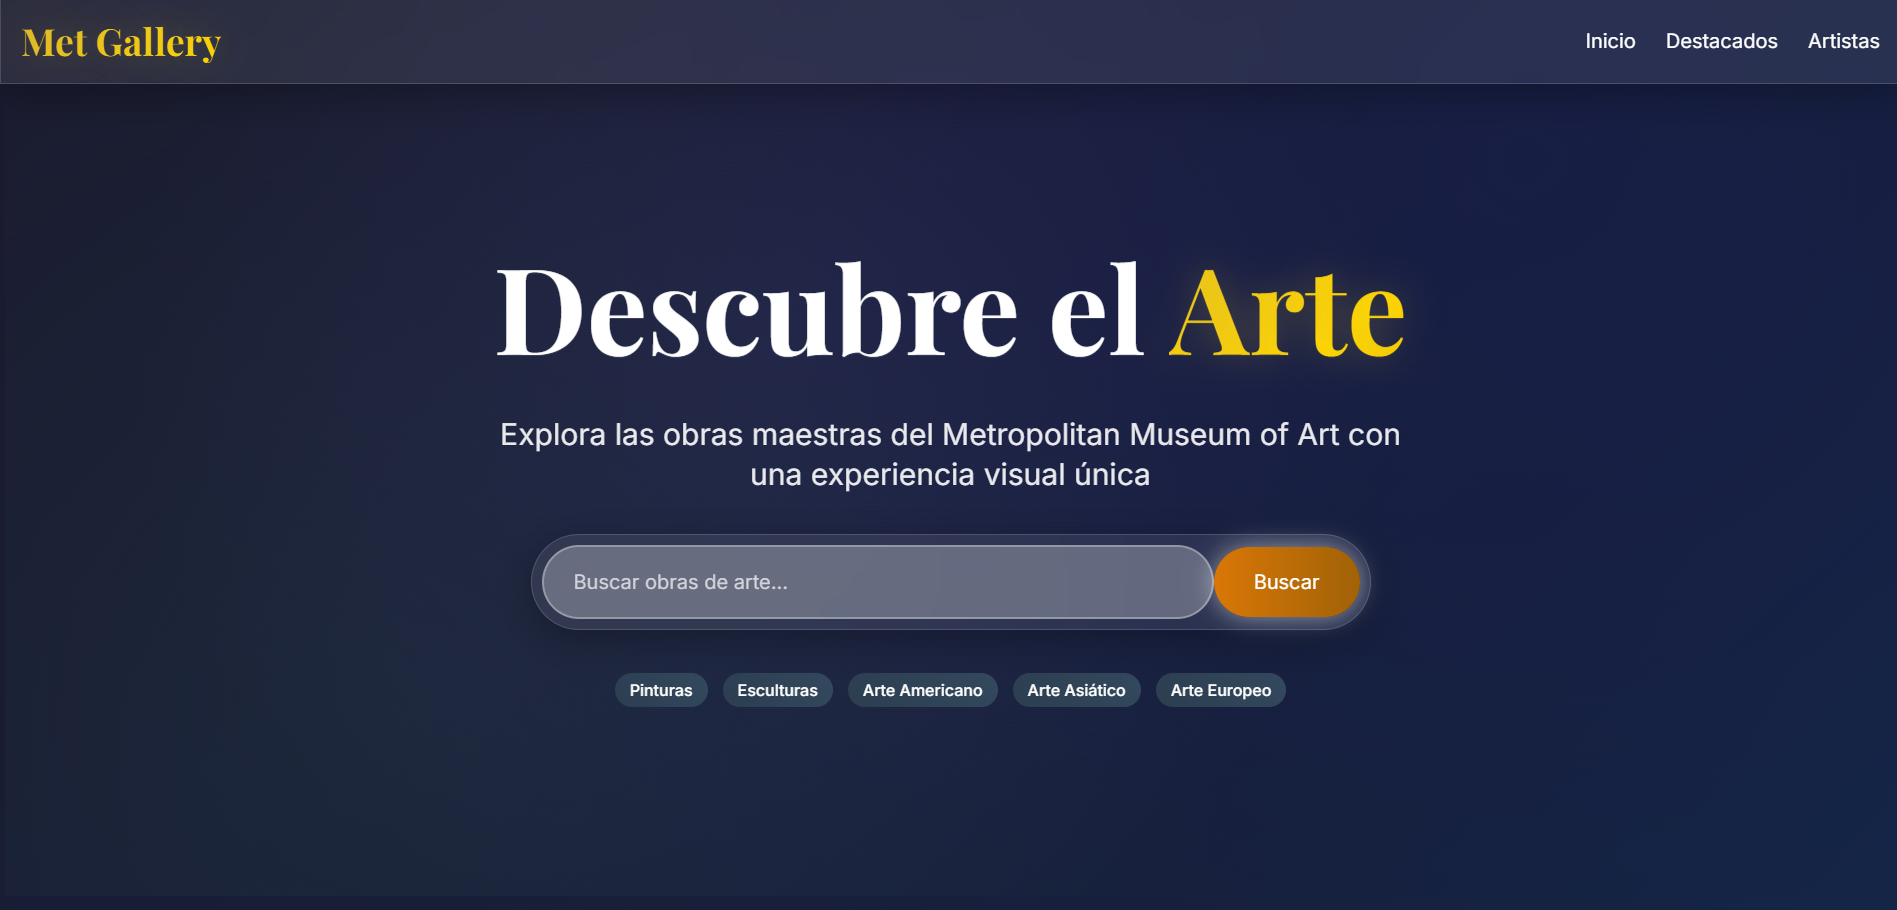 Met Gallery
Inicio
Destacados
Artistas
Descubre el Arte
Explora las obras maestras del Metropolitan Museum of Art con
una experiencia visual única
Buscar obras de arte...
Buscar
Pinturas
Esculturas
Arte Americano
Arte Asiático
Arte Europeo